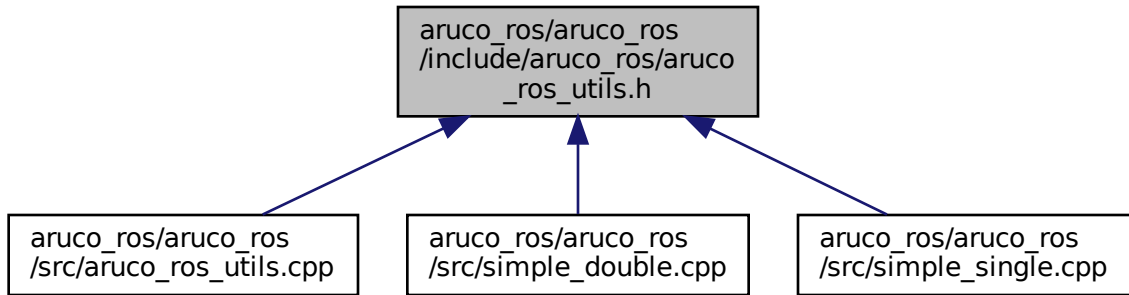 aruco_ros/aruco_ros
/include/aruco_ros/aruco
_ros_utils.h
aruco_ros/aruco_ros
/src/aruco_ros_utils.cpp
aruco_ros/aruco_ros
/src/simple_double.cpp
aruco_ros/aruco_ros
/src/simple_single.cpp